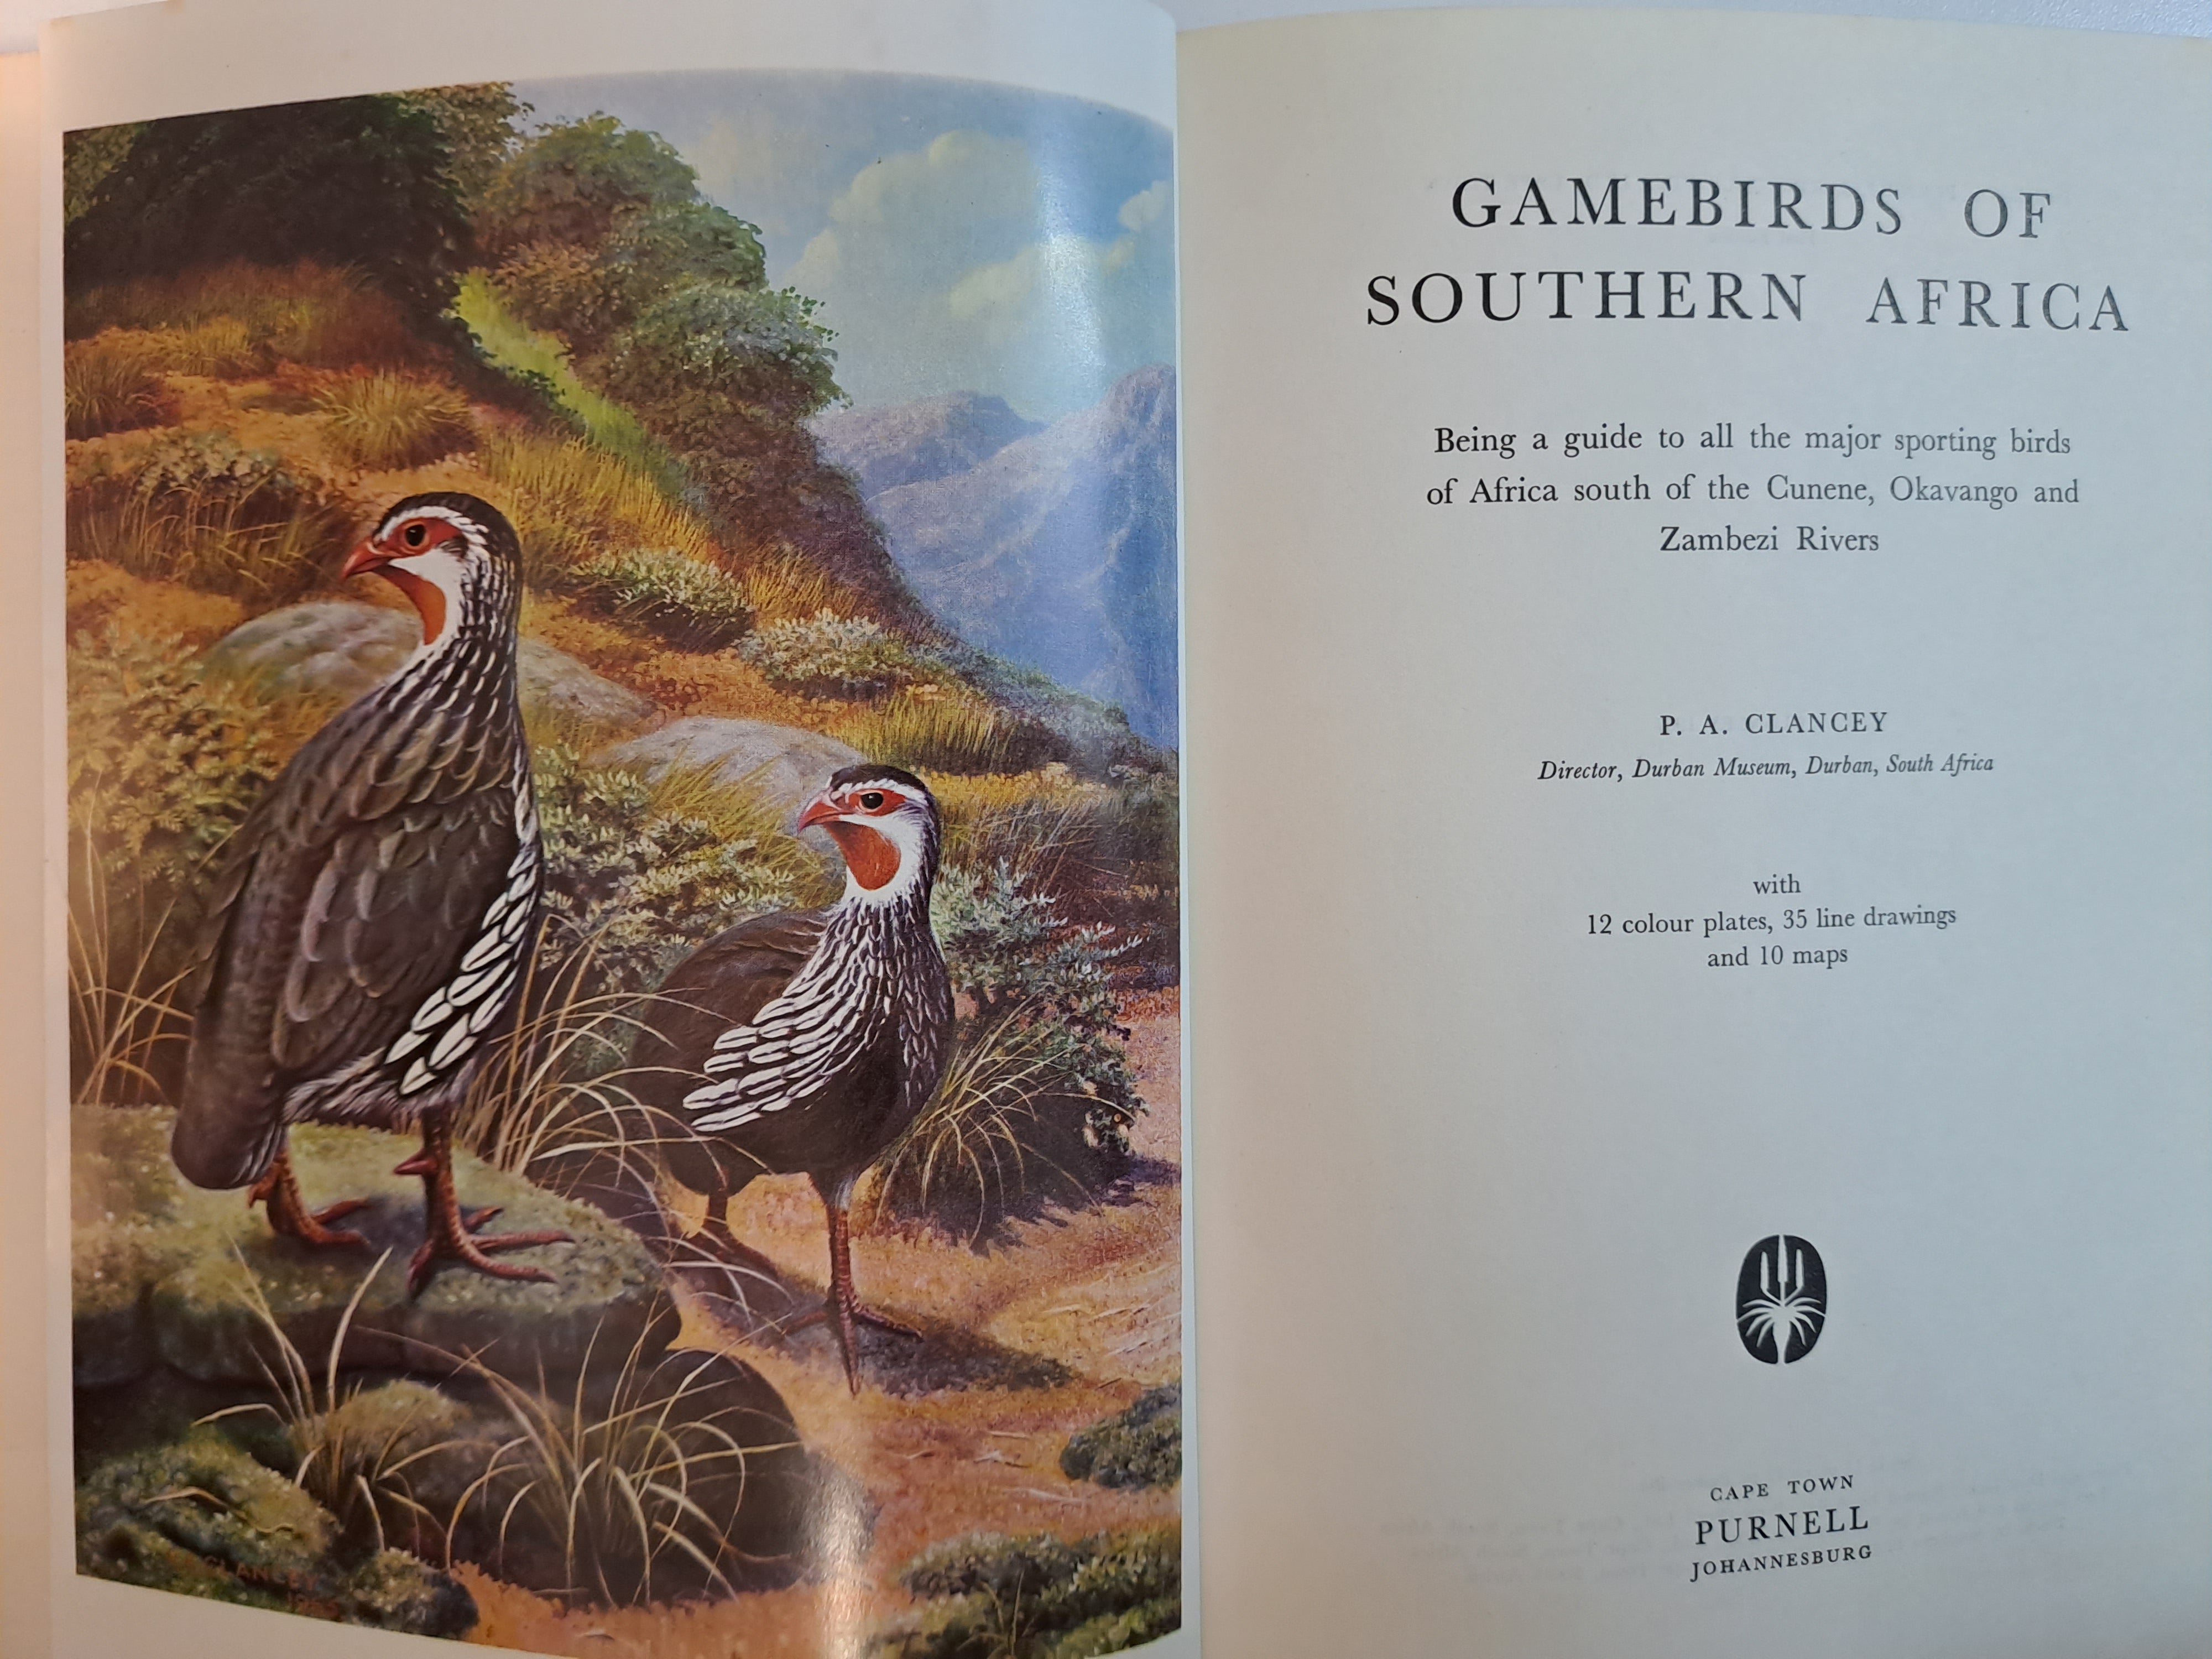 GAMEBIRDS OF
SOUTHERN AFRICA
Being a guide to all the major sporting birds
of Africa south of the Cunene, Okavango and
Zambezi Rivers
P. A. CLANCEY
Director, Durban Museum, Durban, South Africa
with
12 colour plates, 35 line drawings
and 10 maps
CAPE TOWN
PURNELL
JOHANNESBURG
CLANCEY